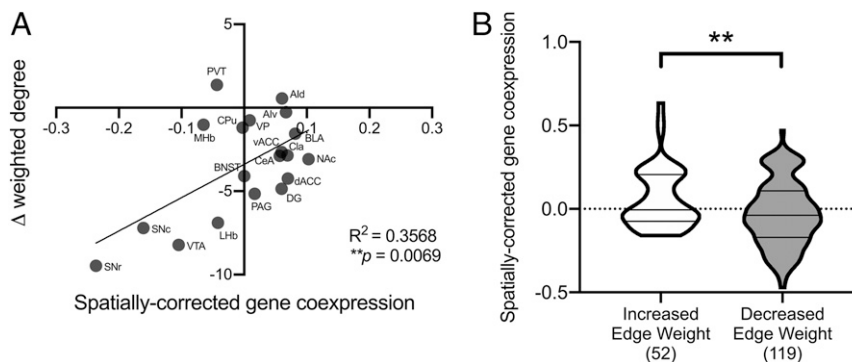 A
Δ weighted degree
5
-0.3
-0.2
-0.1
0.1
0.2
0.3
-5
-10
PVT
AId
AIv
CPu
VP
MHb
BLA
vACC
Cla
CeA
NAc
BNST
dACC
DG
PAG
SNc
LHb
VTA
SNr
R² = 0.3568
**p = 0.0069
Spatially-corrected gene coexpression
B
Spatially-corrected gene coexpression
1.0
0.5
0.0
-0.5
**
Increased
Edge Weight
(52)
Decreased
Edge Weight
(119)